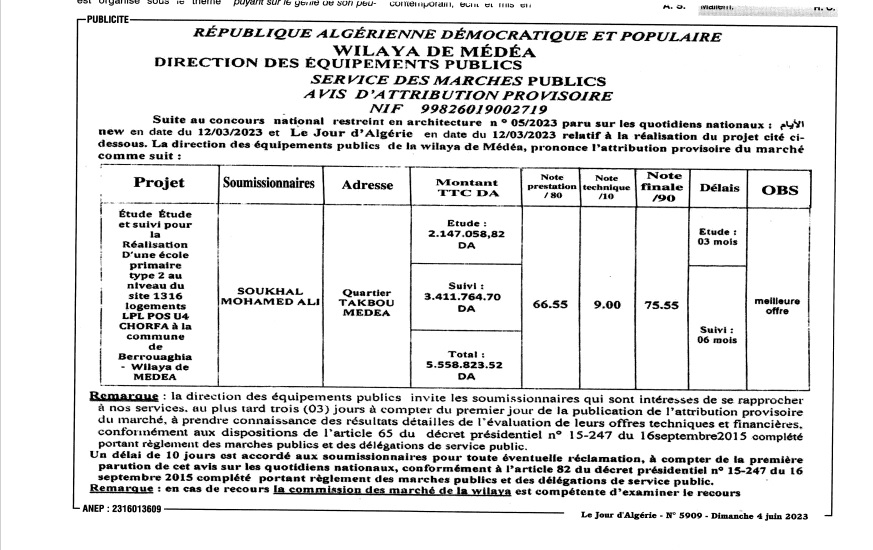 est organisé sous le thème
puyant sur le génie de son peu-
contemporain, écrit et mis en
A. S.
Mallem.
R. C.
PUBLICITE
RÉPUBLIQUE ALGÉRIENNE DÉMOCRATIQUE ET POPULAIRE
WILAYA DE MÉDÉA
DIRECTION DES ÉQUIPEMENTS PUBLICS
SERVICE DES MARCHES PUBLICS
AVIS D'ATTRIBUTION PROVISOIRE
NIF 99826019002719
Suite au concours national restreint en architecture n ° 05/2023 paru sur les quotidiens nationaux : الأيام
new en date du 12/03/2023 et Le Jour d'Algérie en date du 12/03/2023 relatif à la réalisation du projet cité ci-
dessous. La direction des équipements publics de la wilaya de Médéa, prononce l'attribution provisoire du marché
comme suit :
Projet
Soumissionnaires
Adresse
Montant
TTC DA
Note
prestation
/ 80
Note
technique
/10
Note
finale
/90
Délais
OBS
Étude Étude
et suivi pour
la
Réalisation
D'une école
primaire
type 2 au
niveau du
site 1316
logements
LPL POS U4
CHORFA à la
commune
de
Berrouaghia
- Wilaya de
MEDEA
SOUKHAL
MOHAMED ALI
Quartier
TAKBOU
MEDEA
Etude :
2.147.058,82
DA
Suivi :
3.411.764.70
DA
Total :
5.558.823.52
DA
66.55
9.00
75.55
Etude :
03 mois
Suivi :
06 mois
meilleure
offre
Remarque : la direction des équipements publics invite les soumissionnaires qui sont intéresses de se rapprocher
à nos services. au plus tard trois (03) jours à compter du premier jour de la publication de l'attribution provisoire
du marché, à prendre connaissance des résultats détailles de l'évaluation de leurs offres techniques et financières,
conformément aux dispositions de l'article 65 du décret présidentiel n° 15-247 du 16septembre2015 complété
portant règlement des marches publics et des délégations de service public.
Un délai de 10 jours est accordé aux soumissionnaires pour toute éventuelle réclamation, à compter de la première
parution de cet avis sur les quotidiens nationaux, conformément à l'article 82 du décret présidentiel n° 15-247 du 16
septembre 2015 complété portant règlement des marches publics et des délégations de service public.
Remarque : en cas de recours la commission des marché de la wilaya est compétente d'examiner le recours
ANEP : 2316013609
Le Jour d'Algérie - N° 5909 - Dimanche 4 juin 2023